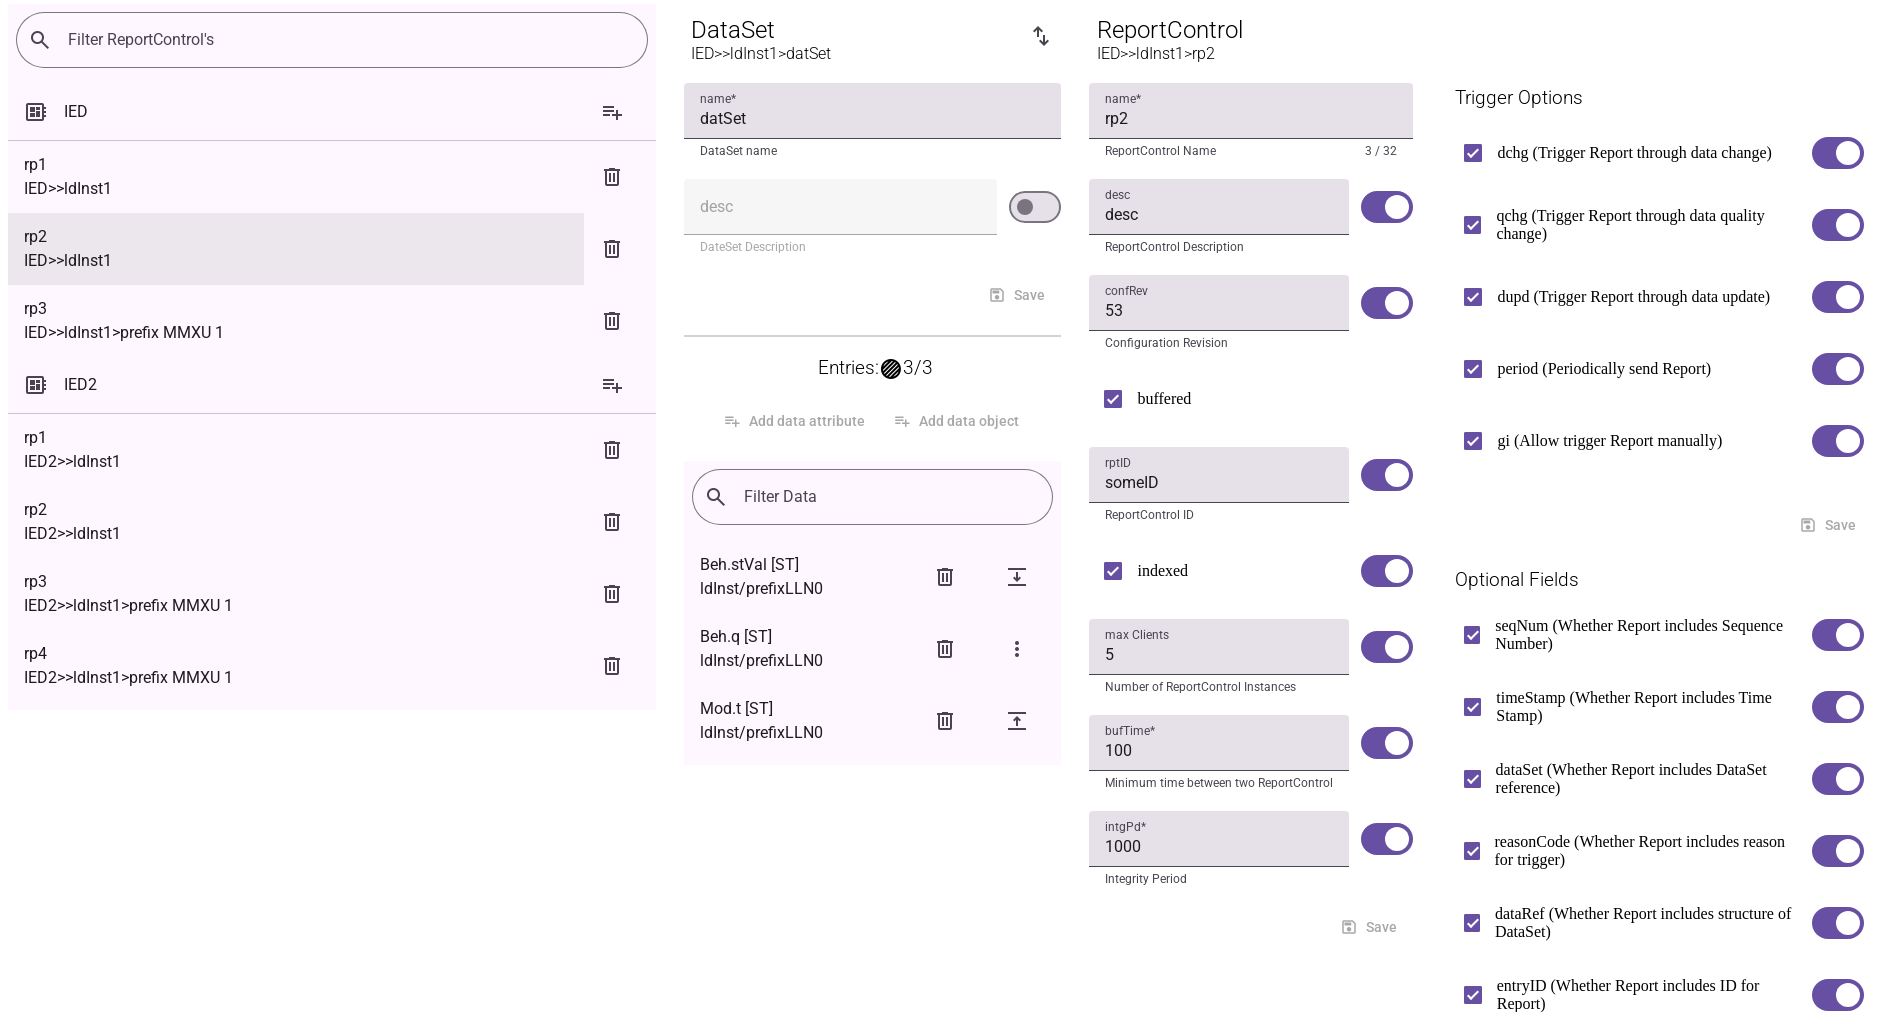 Filter ReportControl's
IED
rp1
IED>>ldInst1
rp2
IED>>ldInst1
rp3
IED>>ldInst1>prefix MMXU 1
IED2
rp1
IED2>>ldInst1
rp2
IED2>>ldInst1
rp3
IED2>>ldInst1>prefix MMXU 1
rp4
IED2>>ldInst1>prefix MMXU 1
DataSet
IED>>ldInst1>datSet
name*
datSet
DataSet name
desc
DateSet Description
Save
Entries: 3/3
Add data attribute
Add data object
Filter Data
Beh.stVal [ST]
ldInst/prefixLLN0
Beh.q [ST]
ldInst/prefixLLN0
Mod.t [ST]
ldInst/prefixLLN0
ReportControl
IED>>ldInst1>rp2
name*
rp2
ReportControl Name 3 / 32
desc
desc
ReportControl Description
confRev
53
Configuration Revision
buffered
rptID
someID
ReportControl ID
indexed
max Clients
5
Number of ReportControl Instances
bufTime*
100
Minimum time between two ReportControl
intgPd*
1000
Integrity Period
Save
Trigger Options
dchg (Trigger Report through data change)
qchg (Trigger Report through data quality
change)
dupd (Trigger Report through data update)
period (Periodically send Report)
gi (Allow trigger Report manually)
Save
Optional Fields
seqNum (Whether Report includes Sequence
Number)
timeStamp (Whether Report includes Time
Stamp)
dataSet (Whether Report includes DataSet
reference)
reasonCode (Whether Report includes reason
for trigger)
dataRef (Whether Report includes structure of
DataSet)
entryID (Whether Report includes ID for
Report)